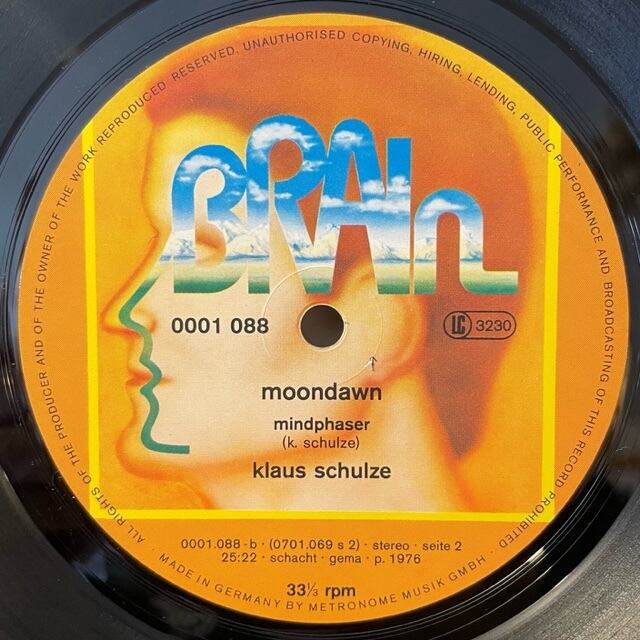 ALL RIGHTS OF THE PRODUCER AND OF THE OWNER OF THE WORK REPRODUCED RESERVED. UNAUTHORISED COPYING, HIRING, LENDING, PUBLIC PERFORMANCE AND BROADCASTING OF THIS RECORD PROHIBITED
BRAIn
0001 088
LC 3230
moondawn
mindphaser
(k. schulze)
klaus schulze
0001.088-b · (0701.069 s 2) · stereo · seite 2
25:22 · schacht · gema · p. 1976
33⅓ rpm
· MADE IN GERMANY BY METRONOME MUSIK GMBH ·